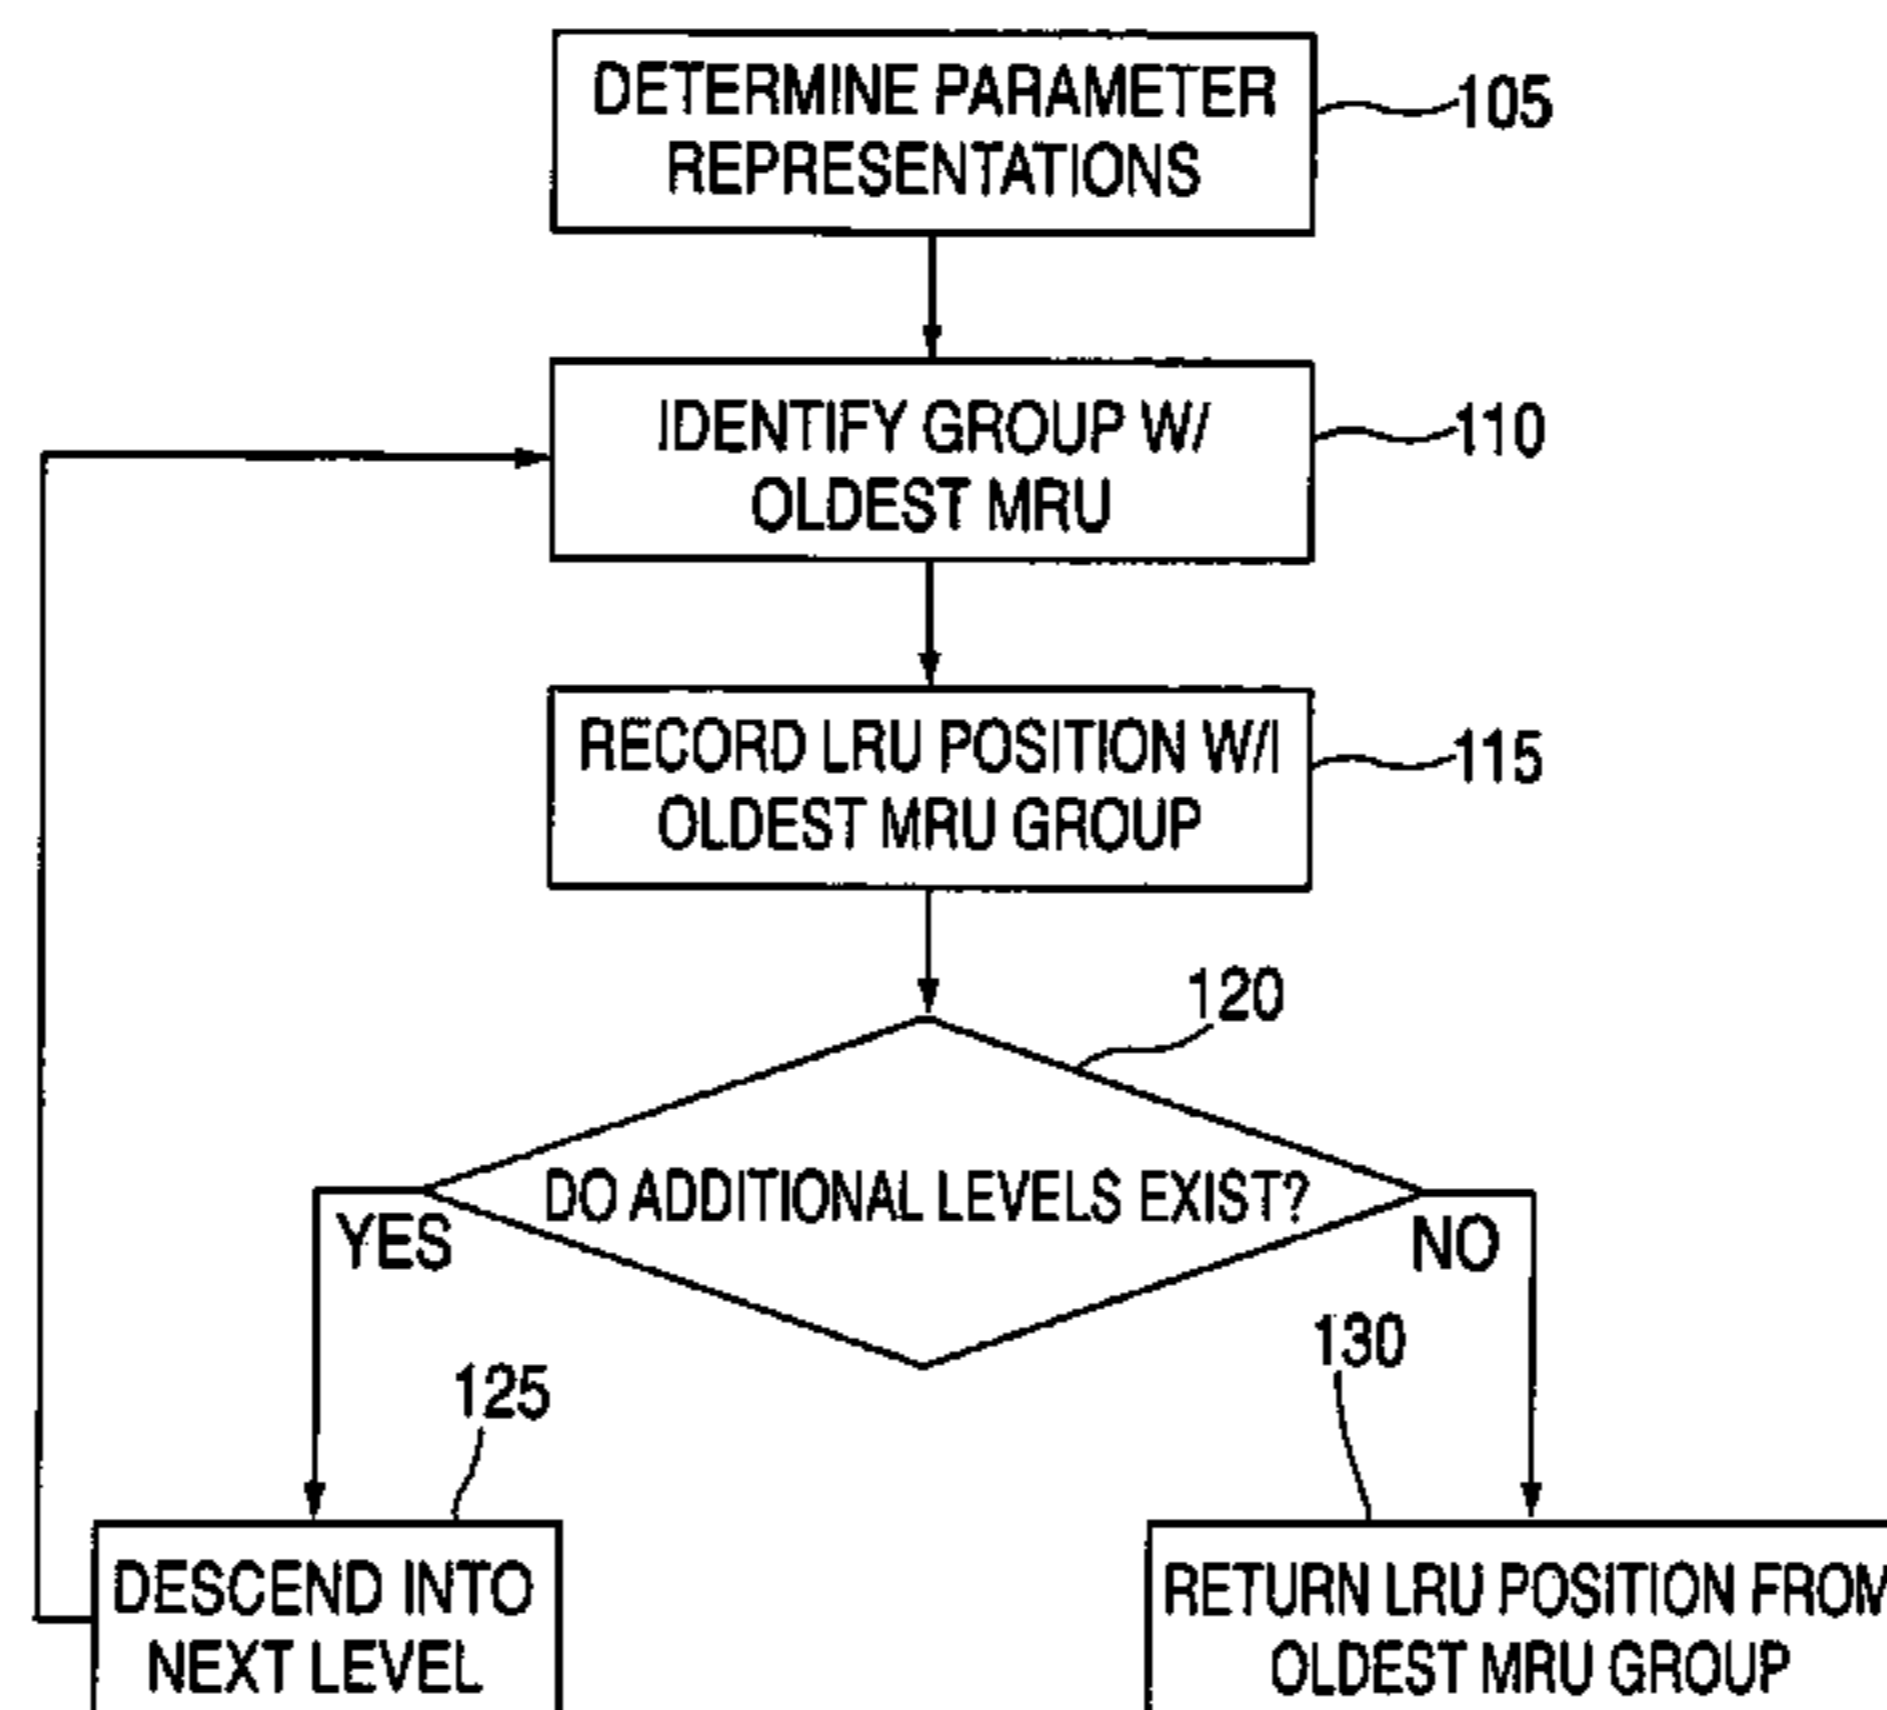 DETERMINE PARAMETER
REPRESENTATIONS
105
IDENTIFY GROUP W/
OLDEST MRU
110
RECORD LRU POSITION W/I
OLDEST MRU GROUP
115
120
DO ADDITIONAL LEVELS EXIST?
YES
NO
125
130
DESCEND INTO
NEXT LEVEL
RETURN LRU POSITION FROM
OLDEST MRU GROUP